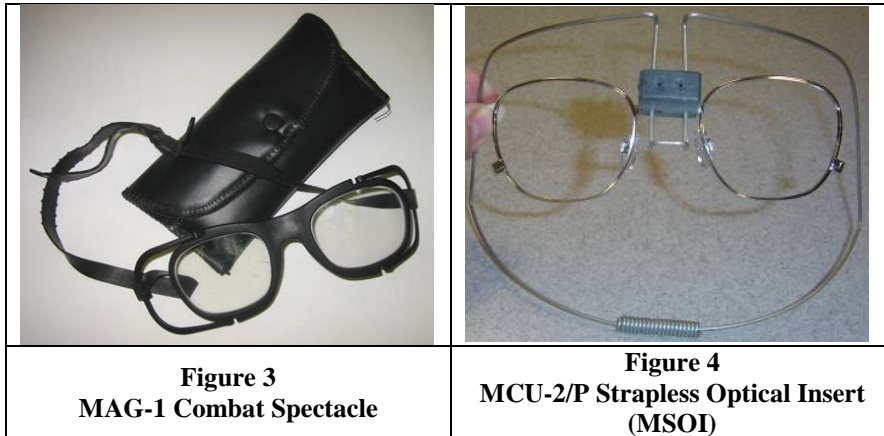 Figure 3
MAG-1 Combat Spectacle
Figure 4
MCU-2/P Strapless Optical Insert
(MSOI)